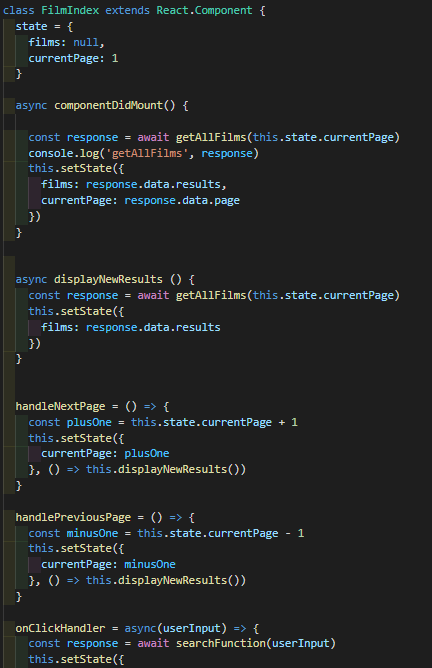 class FilmIndex extends React.Component {
state = {
films: null,
currentPage: 1
}
async componentDidMount() {
const response = await getAllFilms(this.state.currentPage)
console.log('getAllFilms', response)
this.setState({
films: response.data.results,
currentPage: response.data.page
})
}
async displayNewResults () {
const response = await getAllFilms(this.state.currentPage)
this.setState({
films: response.data.results
})
}
handleNextPage = () => {
const plusOne = this.state.currentPage + 1
this.setState({
currentPage: plusOne
}, () => this.displayNewResults())
}
handlePreviousPage = () => {
const minusOne = this.state.currentPage - 1
this.setState({
currentPage: minusOne
}, () => this.displayNewResults())
}
onClickHandler = async(userInput) => {
const response = await searchFunction(userInput)
this.setState({